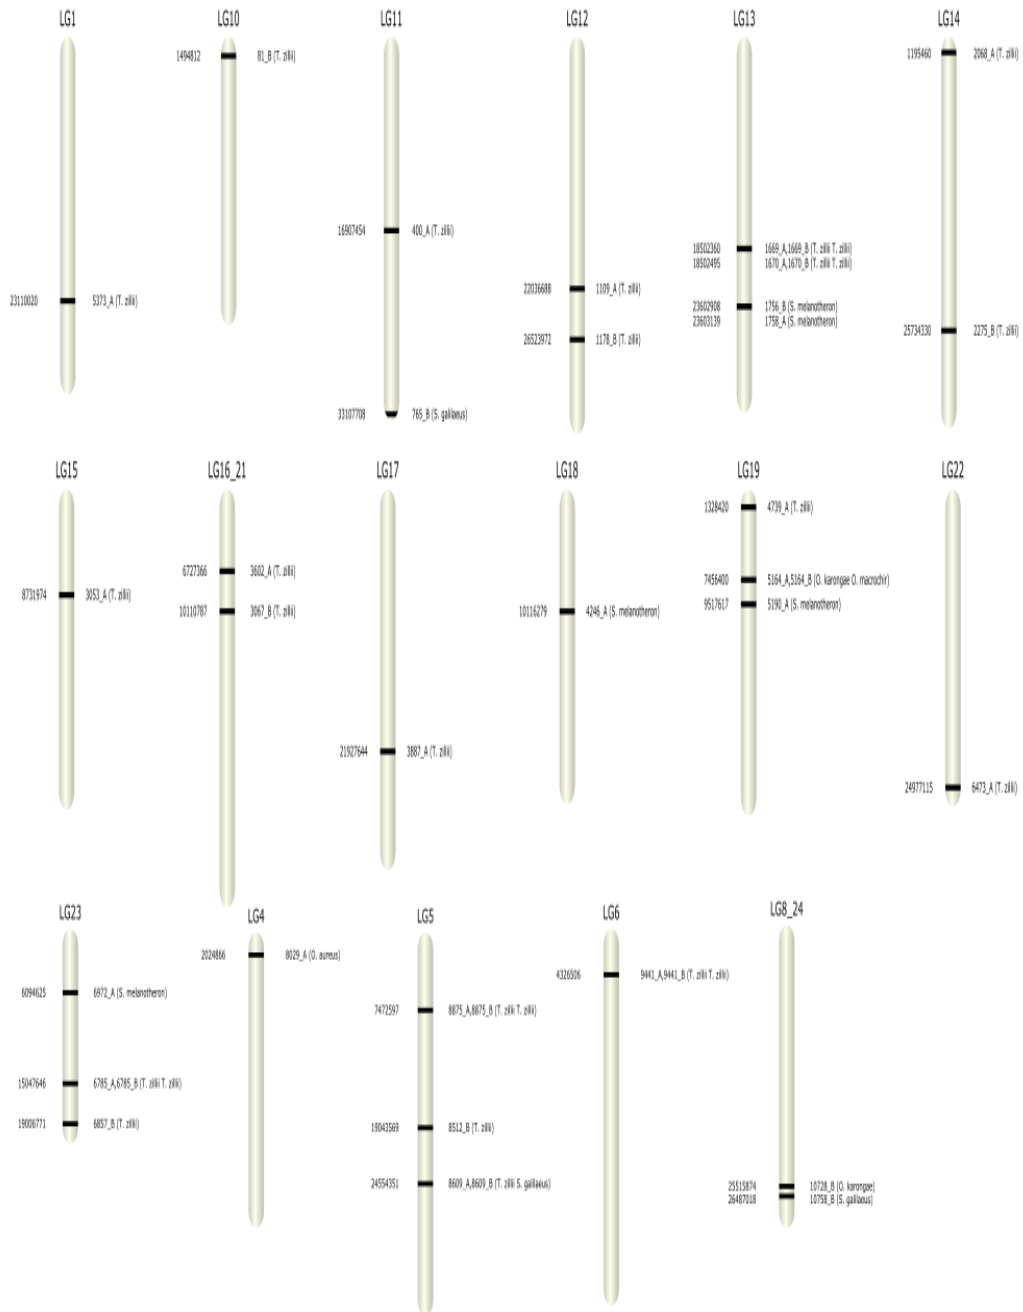 LG1
23110020 5373_A (T. zillii)
LG10
1494812 81_B (T. zillii)
LG11
16907454 400_A (T. zillii)
33107708 765_B (S. galilaeus)
LG12
22036688 1109_A (T. zillii)
26523972 1178_B (T. zillii)
LG13
18502360 1669_A,1669_B (T. zillii T. zillii)
18502495 1670_A,1670_B (T. zillii T. zillii)
23602908 1756_B (S. melanotheron)
23603139 1758_A (S. melanotheron)
LG14
1195460 2068_A (T. zillii)
25734330 2275_B (T. zillii)
LG15
8731974 3053_A (T. zillii)
LG16_21
6727366 3602_A (T. zillii)
10110787 3067_B (T. zillii)
LG17
21927644 3887_A (T. zillii)
LG18
10116279 4246_A (S. melanotheron)
LG19
1328420 4739_A (T. zillii)
7456400 5164_A,5164_B (O. karongae O. macrochir)
9517617 5190_A (S. melanotheron)
LG22
24977115 6473_A (T. zillii)
LG23
6094625 6972_A (S. melanotheron)
15047646 6785_A,6785_B (T. zillii T. zillii)
19006771 6857_B (T. zillii)
LG4
2024866 8029_A (O. aureus)
LG5
7472597 8875_A,8875_B (T. zillii T. zillii)
19043569 8512_B (T. zillii)
24554351 8609_A,8609_B (T. zillii S. galilaeus)
LG6
4326506 9441_A,9441_B (T. zillii T. zillii)
LG8_24
25515874 10728_B (O. karongae)
26487018 10758_B (S. galilaeus)